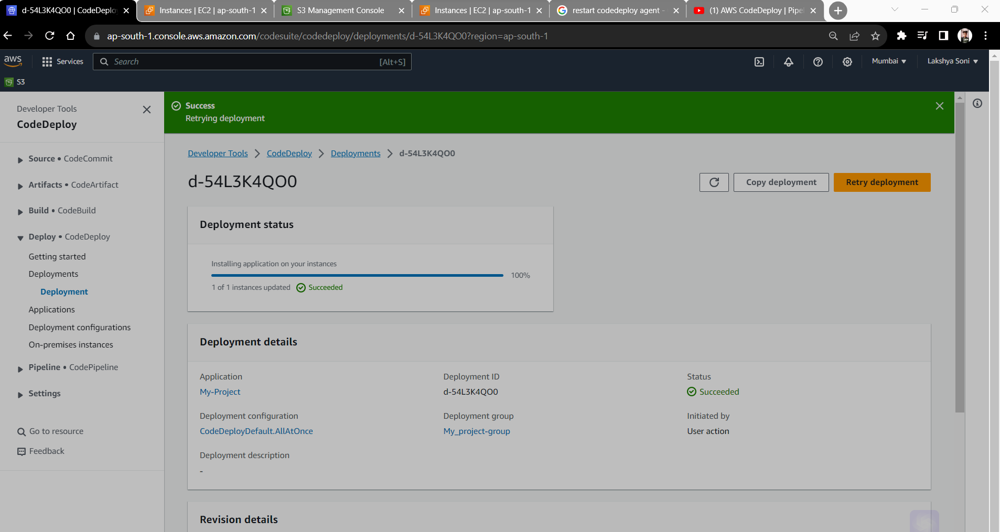 d-54L3K4QO0 | CodeDeploy
Instances | EC2 | ap-south-1
S3 Management Console
Instances | EC2 | ap-south-1
restart codedeploy agent -
(1) AWS CodeDeploy | Pipe
ap-south-1.console.aws.amazon.com/codesuite/codedeploy/deployments/d-54L3K4QO0?region=ap-south-1
aws
Services
Search
[Alt+S]
Mumbai
Lakshya Soni
S3
Developer Tools
CodeDeploy
Source • CodeCommit
Artifacts • CodeArtifact
Build • CodeBuild
Deploy • CodeDeploy
Getting started
Deployments
Deployment
Applications
Deployment configurations
On-premises instances
Pipeline • CodePipeline
Settings
Go to resource
Feedback
Success
Retrying deployment
Developer Tools
CodeDeploy
Deployments
d-54L3K4QO0
d-54L3K4QO0
Copy deployment
Retry deployment
Deployment status
Installing application on your instances
100%
1 of 1 instances updated
Succeeded
Deployment details
Application
My-Project
Deployment ID
d-54L3K4QO0
Status
Succeeded
Deployment configuration
CodeDeployDefault.AllAtOnce
Deployment group
My_project-group
Initiated by
User action
Deployment description
-
Revision details